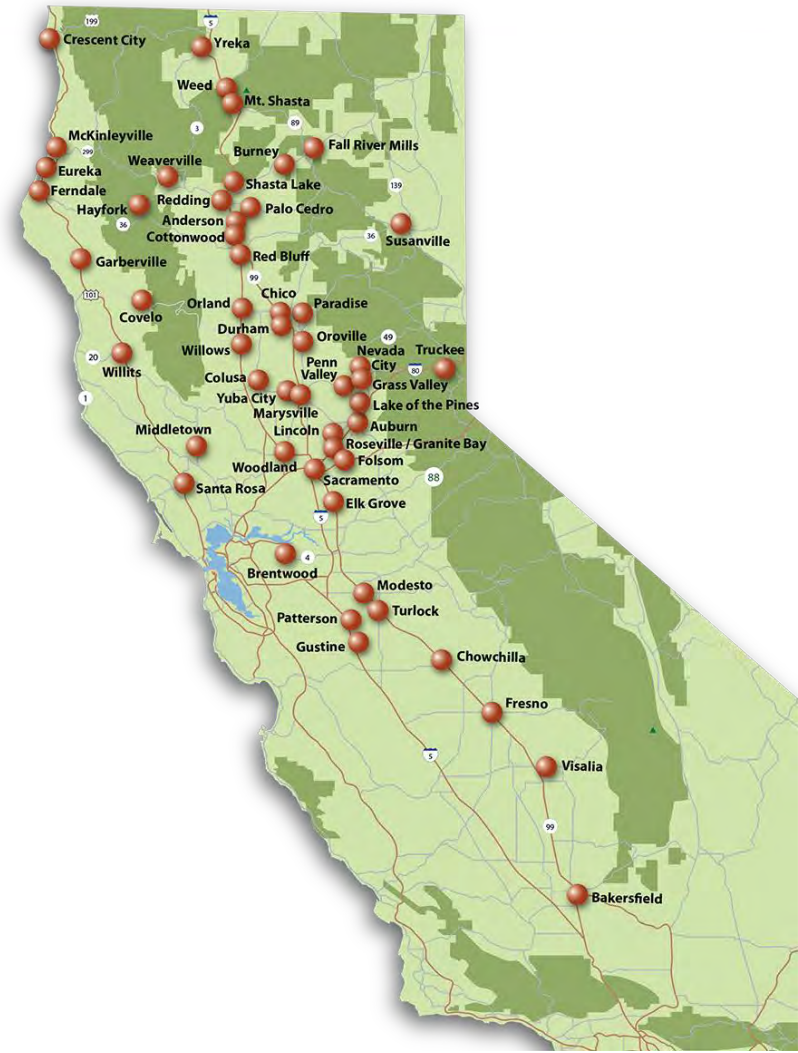 199
5
Crescent City
Yreka
Weed
Mt. Shasta
3
89
McKinleyville
299
Fall River Mills
Burney
Weaverville
Eureka
Shasta Lake
139
Ferndale
Redding
Hayfork
Palo Cedro
Anderson
36
Cottonwood
36
Susanville
Red Bluff
Garberville
99
101
Chico
Orland
Paradise
Covelo
Durham
Oroville
49
Willows
Nevada
City
Truckee
20
Penn
Valley
80
Willits
Colusa
Grass Valley
Yuba City
1
Lake of the Pines
Marysville
Auburn
Middletown
Lincoln
Roseville / Granite Bay
Folsom
Woodland
Sacramento
88
Santa Rosa
Elk Grove
5
4
Brentwood
Modesto
Turlock
Patterson
Gustine
Chowchilla
Fresno
5
Visalia
99
Bakersfield